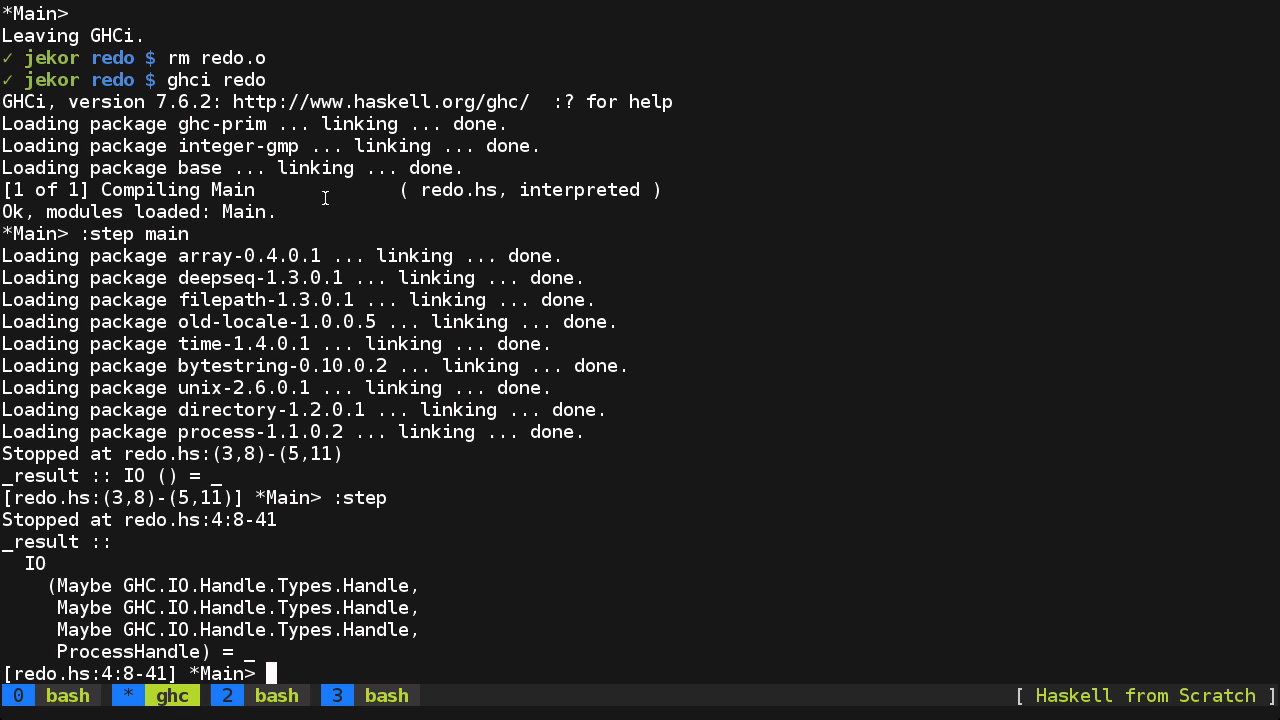 *Main>
Leaving GHCi.
✓ jekor redo $ rm redo.o
✓ jekor redo $ ghci redo
GHCi, version 7.6.2: http://www.haskell.org/ghc/  :? for help
Loading package ghc-prim ... linking ... done.
Loading package integer-gmp ... linking ... done.
Loading package base ... linking ... done.
[1 of 1] Compiling Main             ( redo.hs, interpreted )
Ok, modules loaded: Main.
*Main> :step main
Loading package array-0.4.0.1 ... linking ... done.
Loading package deepseq-1.3.0.1 ... linking ... done.
Loading package filepath-1.3.0.1 ... linking ... done.
Loading package old-locale-1.0.0.5 ... linking ... done.
Loading package time-1.4.0.1 ... linking ... done.
Loading package bytestring-0.10.0.2 ... linking ... done.
Loading package unix-2.6.0.1 ... linking ... done.
Loading package directory-1.2.0.1 ... linking ... done.
Loading package process-1.1.0.2 ... linking ... done.
Stopped at redo.hs:(3,8)-(5,11)
_result :: IO () = _
[redo.hs:(3,8)-(5,11)] *Main> :step
Stopped at redo.hs:4:8-41
_result ::
  IO
    (Maybe GHC.IO.Handle.Types.Handle,
     Maybe GHC.IO.Handle.Types.Handle,
     Maybe GHC.IO.Handle.Types.Handle,
     ProcessHandle) = _
[redo.hs:4:8-41] *Main>
0 bash * ghc 2 bash 3 bash [ Haskell from Scratch ]